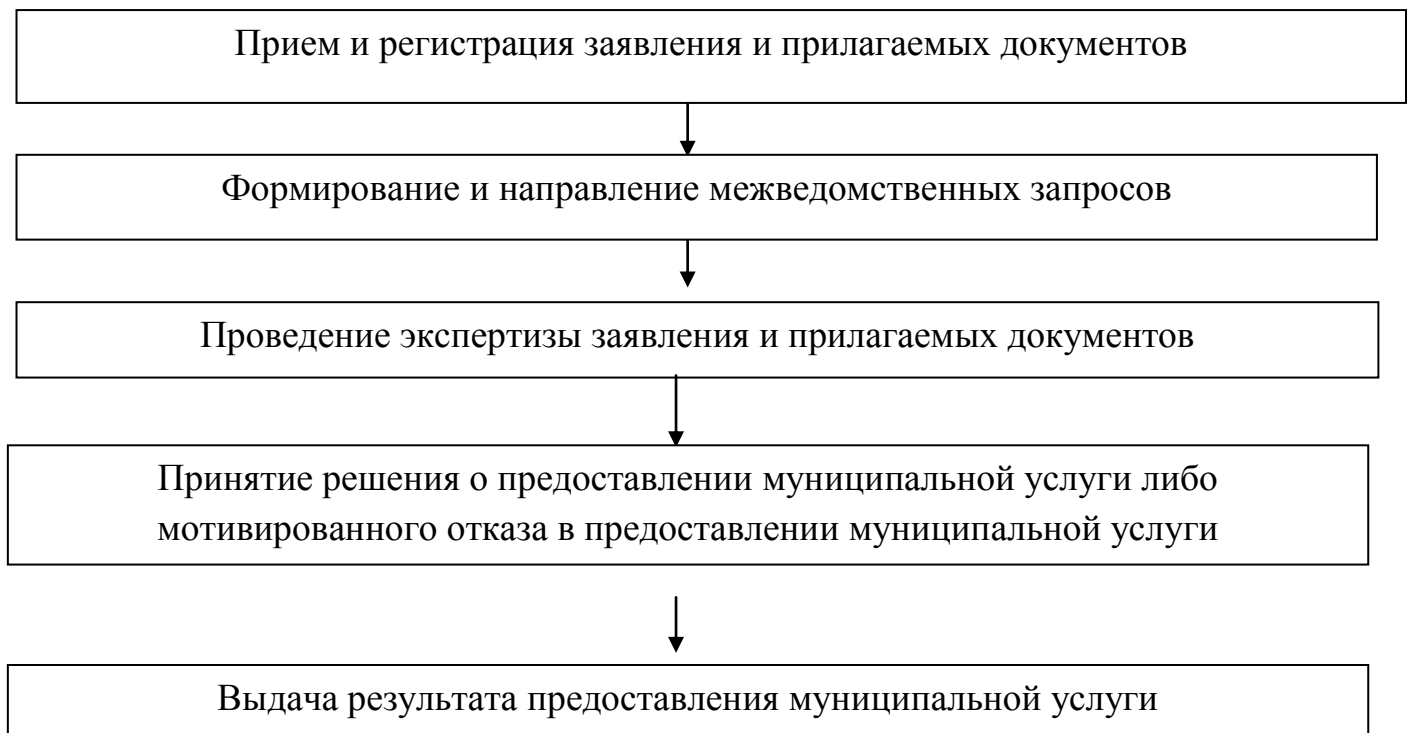 Прием и регистрация заявления и прилагаемых документов
Формирование и направление межведомственных запросов
Проведение экспертизы заявления и прилагаемых документов
Принятие решения о предоставлении муниципальной услуги либо
мотивированного отказа в предоставлении муниципальной услуги
Выдача результата предоставления муниципальной услуги